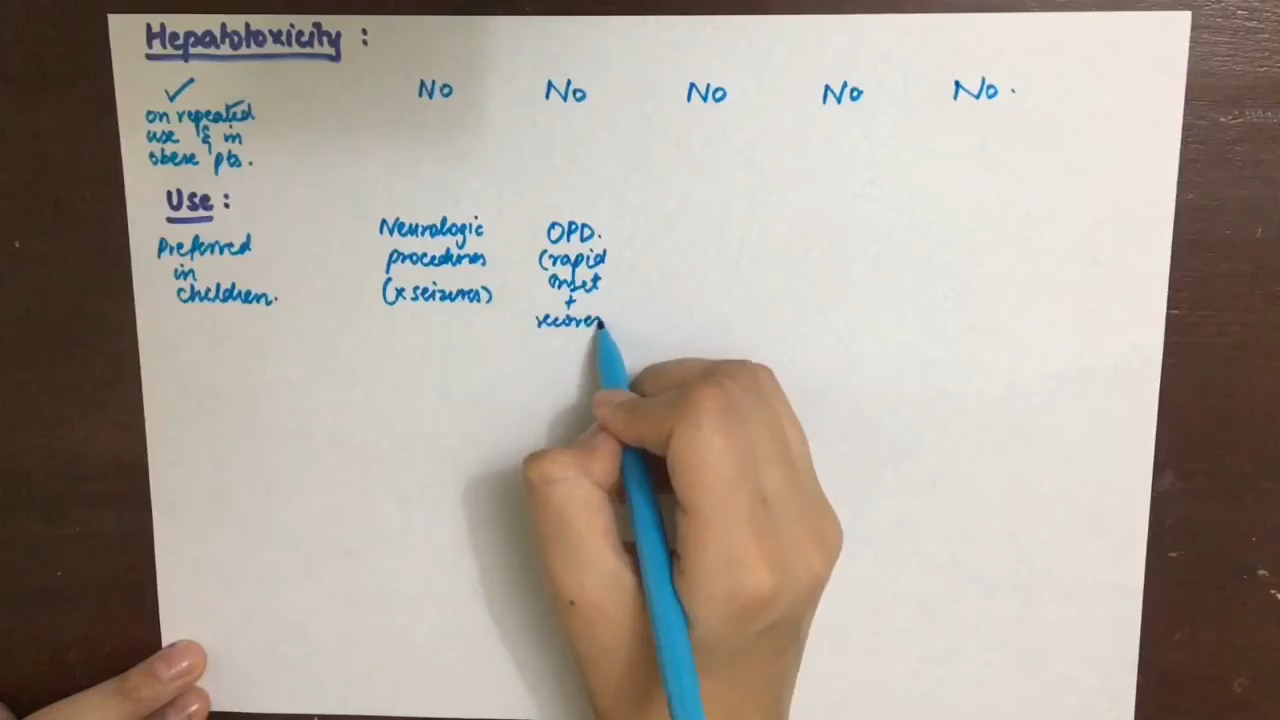 Hepatotoxicity :
✓ No No No No No.
on repeated
use & in
obese pts.
Use :
Preferred
in
children.
Neurologic
procedures
(x seizures)
OPD.
(rapid
onset
+
recover